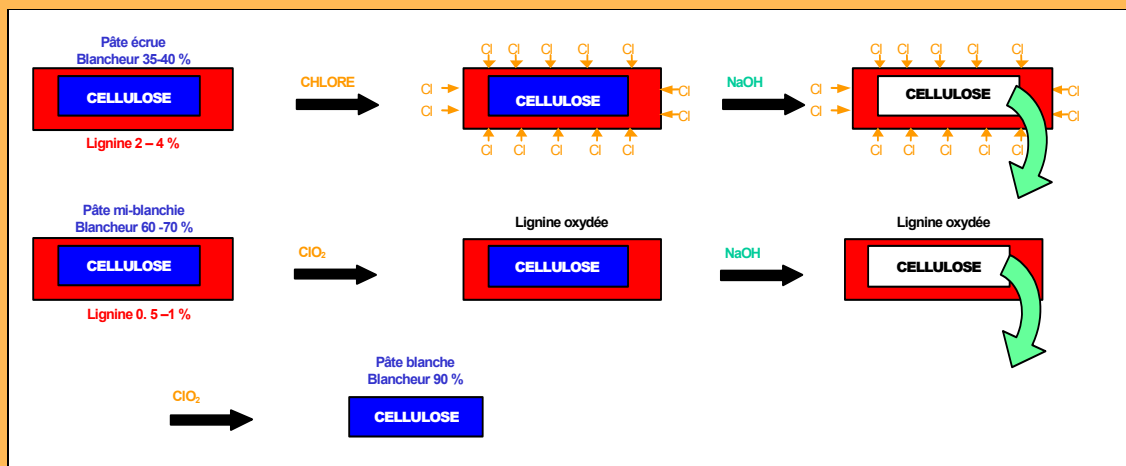 Pâte écrue
Blancheur 35-40 %
CELLULOSE
Lignine 2 – 4 %
CHLORE
Cl Cl Cl Cl Cl
Cl
Cl
CELLULOSE
Cl
Cl
Cl Cl Cl Cl Cl
NaOH
Cl Cl Cl Cl Cl
Cl
Cl
CELLULOSE
Cl
Cl
Cl Cl Cl Cl Cl
Pâte mi-blanchie
Blancheur 60 -70 %
CELLULOSE
Lignine 0. 5 –1 %
ClO₂
Lignine oxydée
CELLULOSE
NaOH
Lignine oxydée
CELLULOSE
ClO₂
Pâte blanche
Blancheur 90 %
CELLULOSE